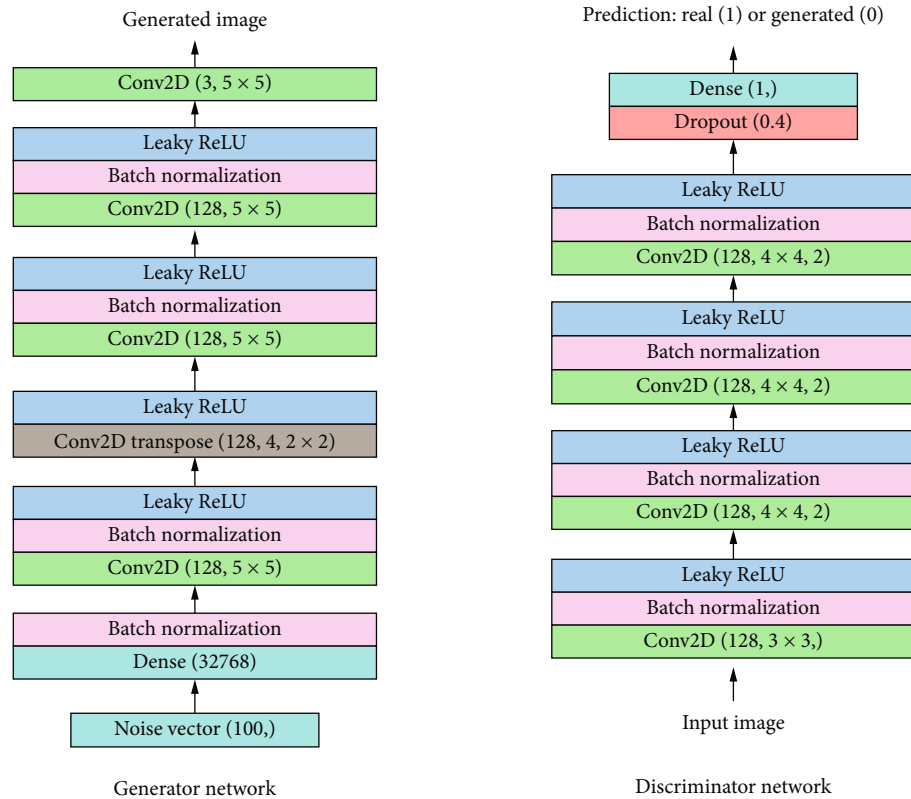 Generated image
Conv2D (3, 5 × 5)
Leaky ReLU
Batch normalization
Conv2D (128, 5 × 5)
Leaky ReLU
Batch normalization
Conv2D (128, 5 × 5)
Leaky ReLU
Conv2D transpose (128, 4, 2 × 2)
Leaky ReLU
Batch normalization
Conv2D (128, 5 × 5)
Batch normalization
Dense (32768)
Noise vector (100,)
Generator network
Prediction: real (1) or generated (0)
Dense (1,)
Dropout (0.4)
Leaky ReLU
Batch normalization
Conv2D (128, 4 × 4, 2)
Leaky ReLU
Batch normalization
Conv2D (128, 4 × 4, 2)
Leaky ReLU
Batch normalization
Conv2D (128, 4 × 4, 2)
Leaky ReLU
Batch normalization
Conv2D (128, 3 × 3,)
Input image
Discriminator network